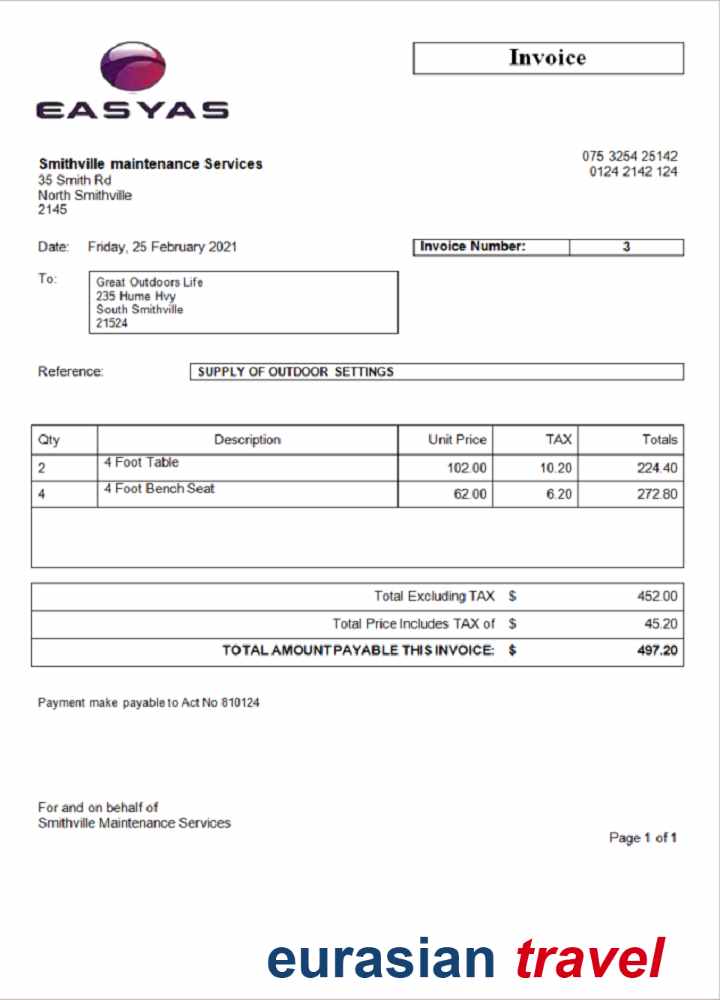 EASYAS
Invoice
Smithville maintenance Services
35 Smith Rd
North Smithville
2145
075 3254 25142
0124 2142 124
Date: Friday, 25 February 2021
Invoice Number: 3
To:
Great Outdoors Life
235 Hume Hvy
South Smithville
21524
Reference: SUPPLY OF OUTDOOR SETTINGS
Qty Description Unit Price TAX Totals
2 4 Foot Table 102.00 10.20 224.40
4 4 Foot Bench Seat 62.00 6.20 272.80
Total Excluding TAX $ 452.00
Total Price Includes TAX of $ 45.20
TOTAL AMOUNT PAYABLE THIS INVOICE: $ 497.20
Payment make payable to Act No 810124
For and on behalf of
Smithville Maintenance Services
Page 1 of 1
eurasian travel